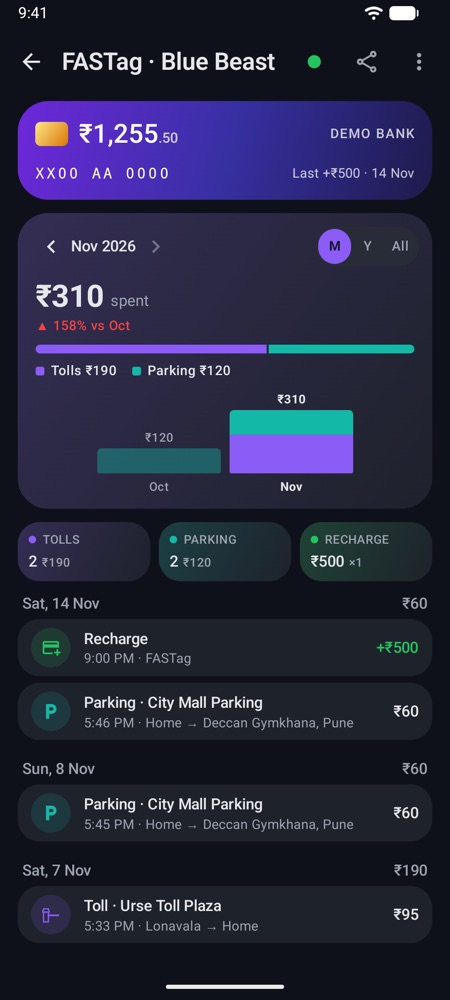 9:41
FASTag · Blue Beast
₹1,255.50
DEMO BANK
XX00 AA 0000
Last +₹500 · 14 Nov
Nov 2026
M Y All
₹310 spent
▲ 158% vs Oct
Tolls ₹190 Parking ₹120
₹310
₹120
Oct Nov
TOLLS
2 ₹190
PARKING
2 ₹120
RECHARGE
₹500 ×1
Sat, 14 Nov ₹60
Recharge
9:00 PM · FASTag
+₹500
P
Parking · City Mall Parking
5:46 PM · Home → Deccan Gymkhana, Pune
₹60
Sun, 8 Nov ₹60
P
Parking · City Mall Parking
5:45 PM · Home → Deccan Gymkhana, Pune
₹60
Sat, 7 Nov ₹190
Toll · Urse Toll Plaza
5:33 PM · Lonavala → Home
₹95